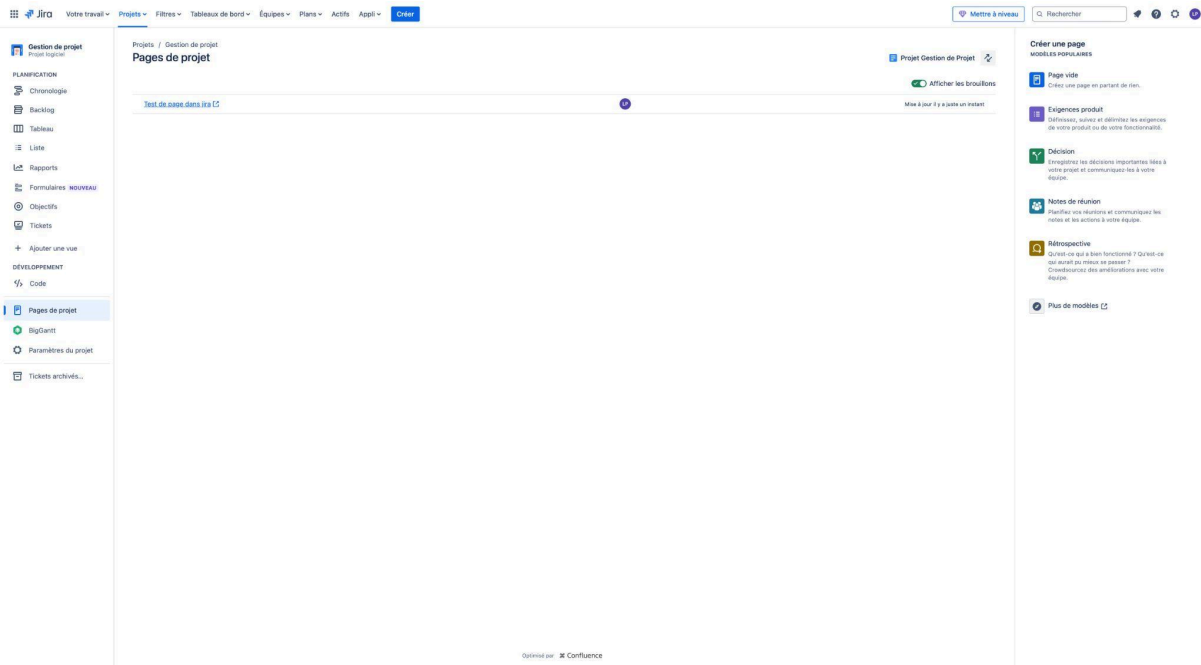 Jira
Votre travail
Projets
Filtres
Tableaux de bord
Équipes
Plans
Actifs
Appli
Créer
Mettre à niveau
Rechercher
LP
Gestion de projet
Projet logiciel
PLANIFICATION
Chronologie
Backlog
Tableau
Liste
Rapports
Formulaires NOUVEAU
Objectifs
Tickets
Ajouter une vue
DÉVELOPPEMENT
Code
Pages de projet
BigGantt
Paramètres du projet
Tickets archivés...
Projets / Gestion de projet
Pages de projet
Projet Gestion de Projet
Afficher les brouillons
Test de page dans jira
LP
Mise à jour il y a juste un instant
Optimisé par Confluence
Créer une page
MODÈLES POPULAIRES
Page vide
Créez une page en partant de rien.
Exigences produit
Définissez, suivez et délimitez les exigences
de votre produit ou de votre fonctionnalité.
Décision
Enregistrez les décisions importantes liées à
votre projet et communiquez-les à votre
équipe.
Notes de réunion
Planifiez vos réunions et communiquez les
notes et les actions à votre équipe.
Rétrospective
Qu'est-ce qui a bien fonctionné ? Qu'est-ce
qui aurait pu mieux se passer ?
Crowdsourcez des améliorations avec votre
équipe.
Plus de modèles